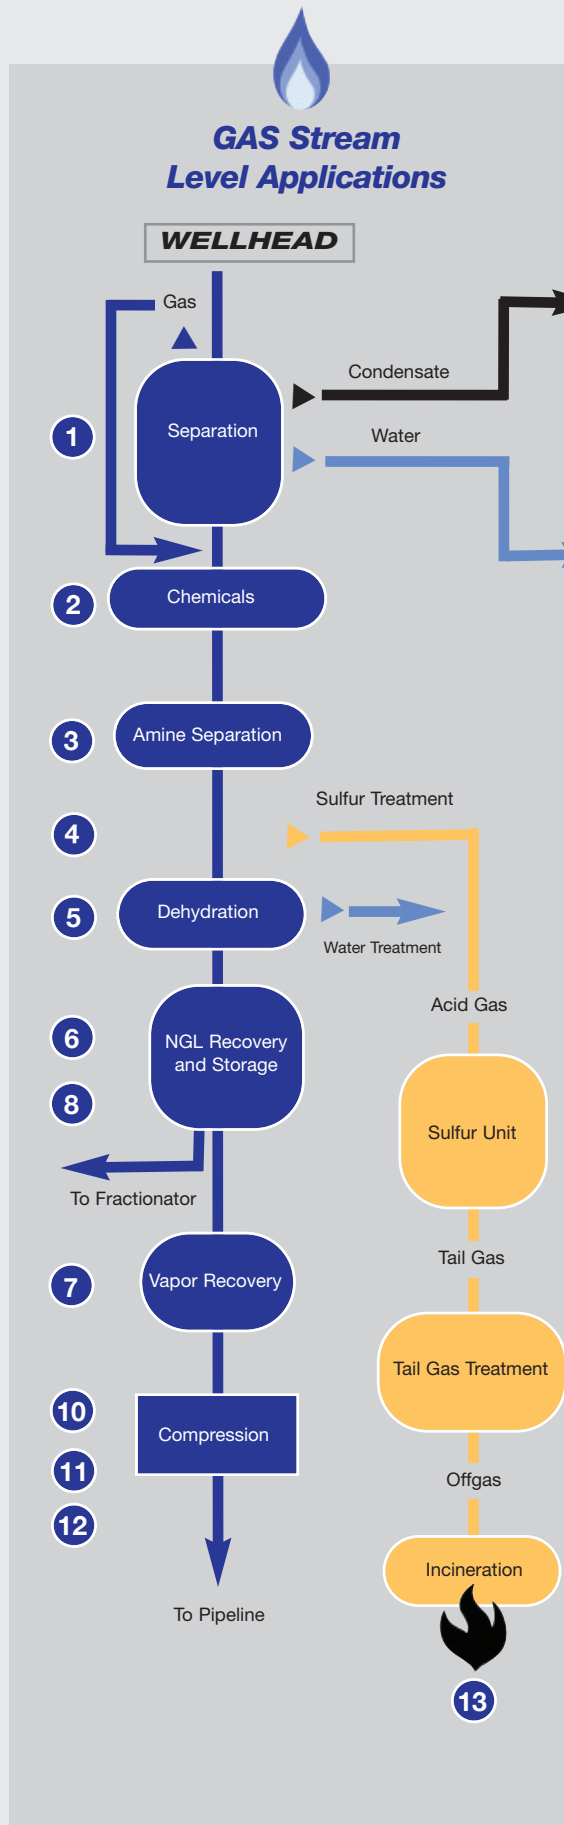 GAS Stream
Level Applications
WELLHEAD
Gas
Condensate
1
Separation
Water
2
Chemicals
3
Amine Separation
Sulfur Treatment
4
5
Dehydration
Water Treatment
Acid Gas
6
NGL Recovery
and Storage
8
Sulfur Unit
To Fractionator
Tail Gas
7
Vapor Recovery
Tail Gas Treatment
10
Compression
11
Offgas
12
Incineration
To Pipeline
13